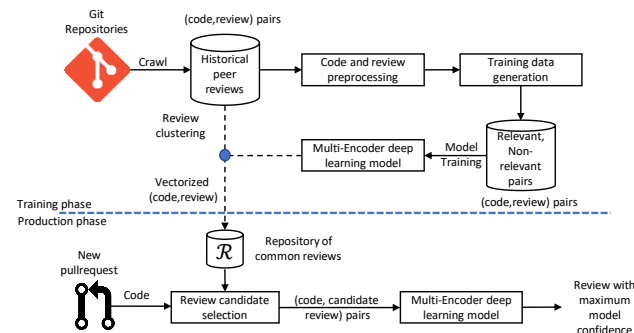 Git
Repositories
(code,review) pairs
Crawl
Historical
peer
reviews
Code and review
preprocessing
Training data
generation
Review
clustering
Multi-Encoder deep
learning model
Model
Training
Relevant,
Non-
relevant
pairs
Vectorized
(code,review)
(code,review) pairs
Training phase
Production phase
New
pullrequest
R
Repository of
common reviews
Code
Review candidate
selection
(code, candidate
review) pairs
Multi-Encoder deep
learning model
Review with
maximum
model
confidence